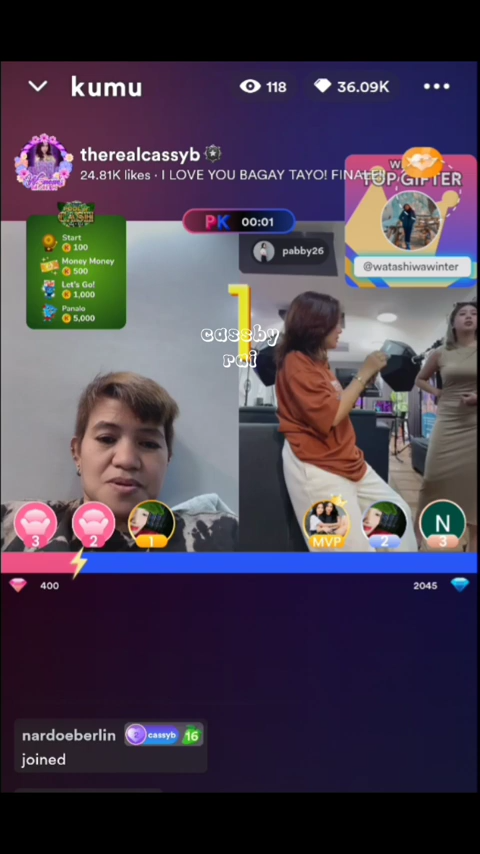 kumu
118
36.09K
therealcassyb
24.81K likes · I LOVE YOU BAGAY TAYO! FINALE!!
TOP GIFTER
@watashiwawinter
CASH
Start
100
Money Money
500
Let's Go!
1,000
Panalo
5,000
PK 00:01
pabby26
1
cassby
rai
3
2
1
MVP
2
N
3
400
2045
nardoeberlin cassyb 16
joined